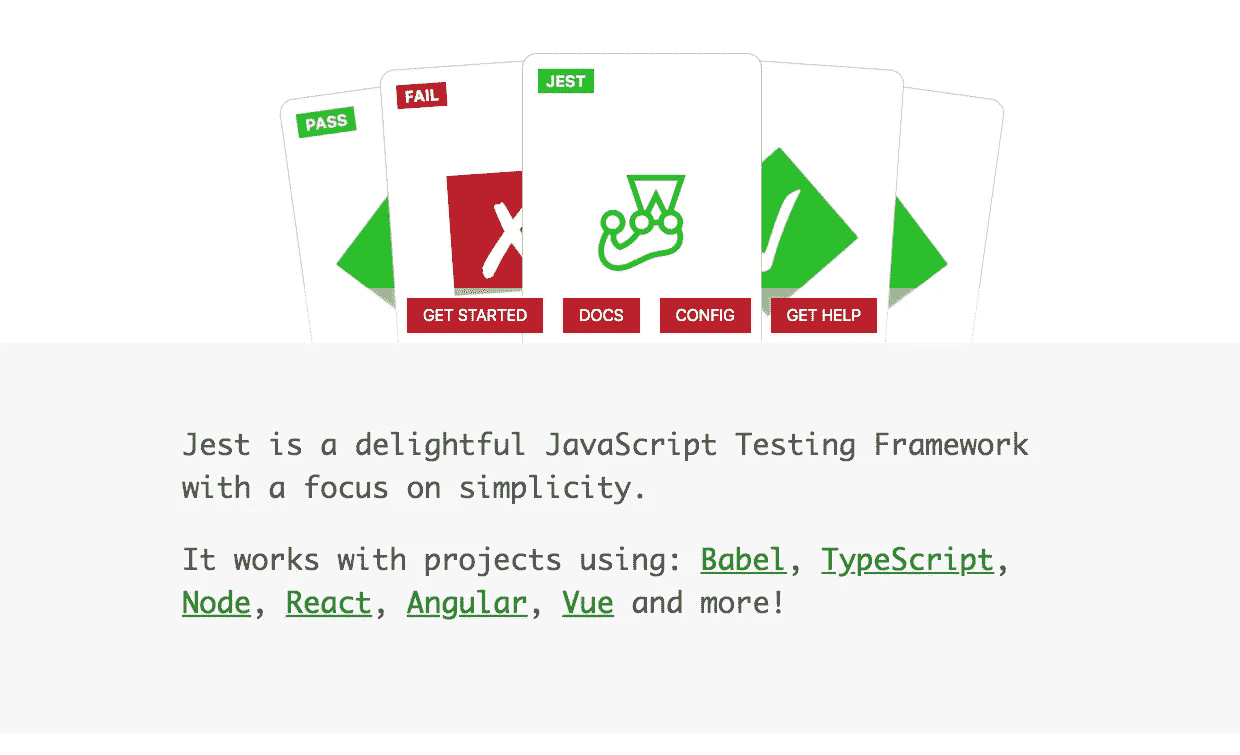 PASS
FAIL
JEST
GET STARTED
DOCS
CONFIG
GET HELP
Jest is a delightful JavaScript Testing Framework
with a focus on simplicity.
It works with projects using: Babel, TypeScript,
Node, React, Angular, Vue and more!